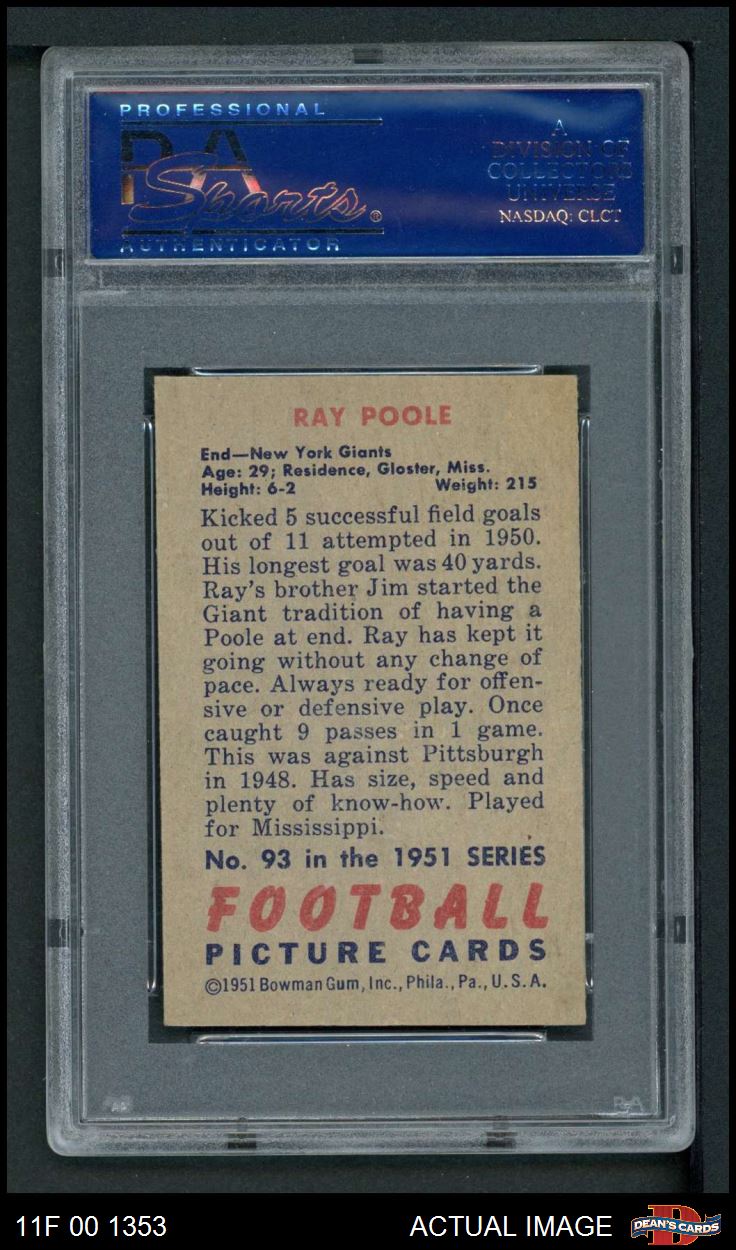 PROFESSIONAL
PSA
Sports®
AUTHENTICATOR
A
DIVISION OF
COLLECTORS
UNIVERSE
NASDAQ: CLCT
RAY POOLE
End—New York Giants
Age: 29; Residence, Gloster, Miss.
Height: 6-2 Weight: 215
Kicked 5 successful field goals
out of 11 attempted in 1950.
His longest goal was 40 yards.
Ray's brother Jim started the
Giant tradition of having a
Poole at end. Ray has kept it
going without any change of
pace. Always ready for offen-
sive or defensive play. Once
caught 9 passes in 1 game.
This was against Pittsburgh
in 1948. Has size, speed and
plenty of know-how. Played
for Mississippi.
No. 93 in the 1951 SERIES
FOOTBALL
PICTURE CARDS
©1951 Bowman Gum, Inc., Phila., Pa., U.S.A.
11F 00 1353
ACTUAL IMAGE
DEAN'S CARDS